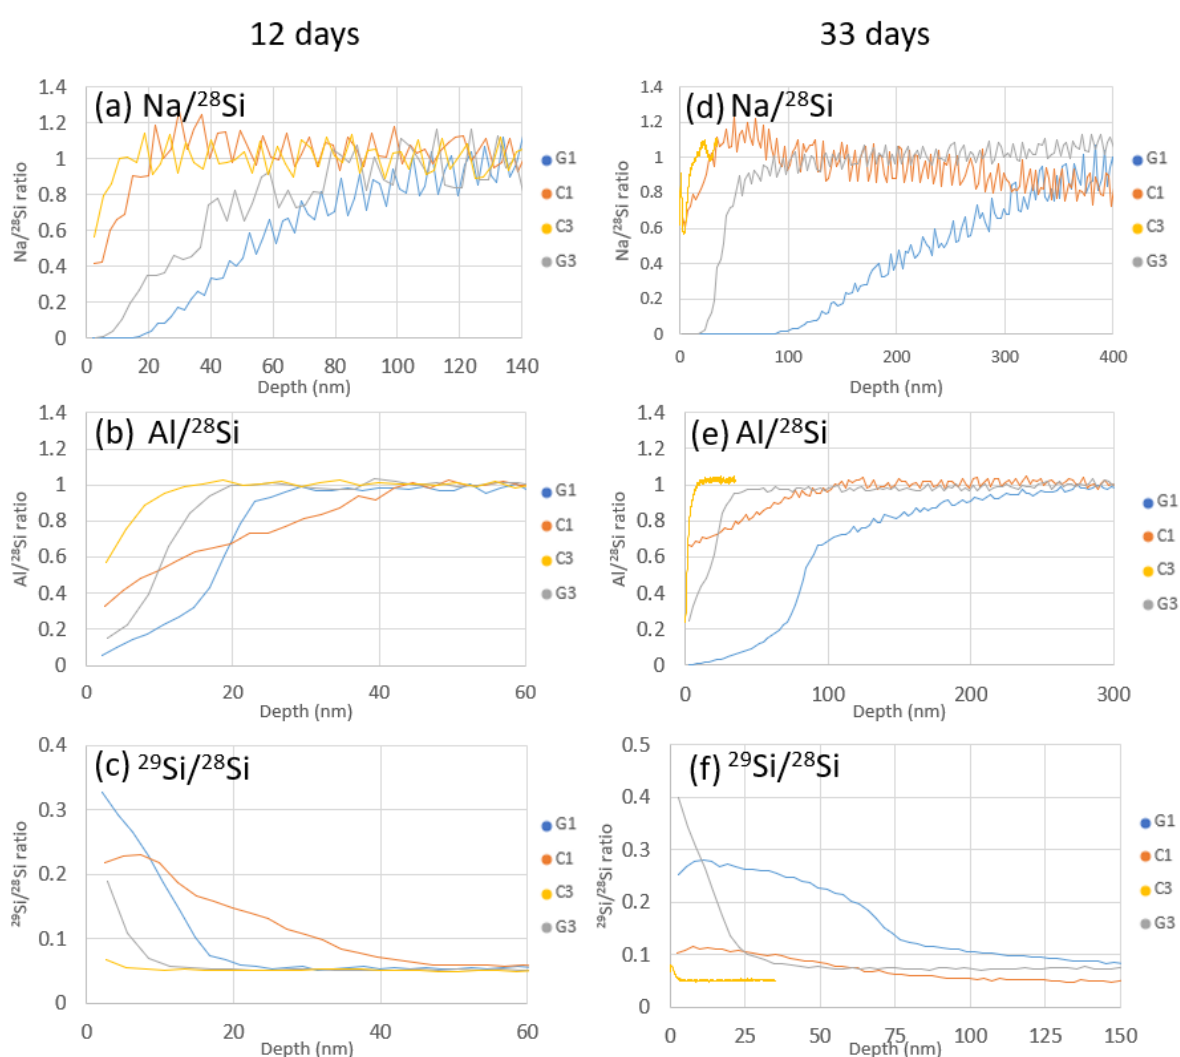 12 days
33 days
(a) Na/²⁸Si
Na/²⁸Si ratio
1.4
1.2
1
0.8
0.6
0.4
0.2
0
0 20 40 60 80 100 120 140
Depth (nm)
G1
C1
C3
G3
(d) Na/²⁸Si
Na/²⁸Si ratio
1.4
1.2
1.0
0.8
0.6
0.4
0.2
0
0 100 200 300 400
Depth (nm)
G1
C1
C3
G3
(b) Al/²⁸Si
Al/²⁸Si ratio
1.4
1.2
1
0.8
0.6
0.4
0.2
0
0 20 40 60
Depth (nm)
G1
C1
C3
G3
(e) Al/²⁸Si
Al/²⁸Si ratio
1.4
1.2
1
0.8
0.6
0.4
0.2
0
0 100 200 300
Depth (nm)
G1
C1
C3
G3
(c) ²⁹Si/²⁸Si
²⁹Si/²⁸Si ratio
0.4
0.3
0.2
0.1
0
0 20 40 60
Depth (nm)
G1
C1
C3
G3
(f) ²⁹Si/²⁸Si
²⁹Si/²⁸Si ratio
0.5
0.4
0.3
0.2
0.1
0
0 25 50 75 100 125 150
Depth (nm)
G1
C1
C3
G3